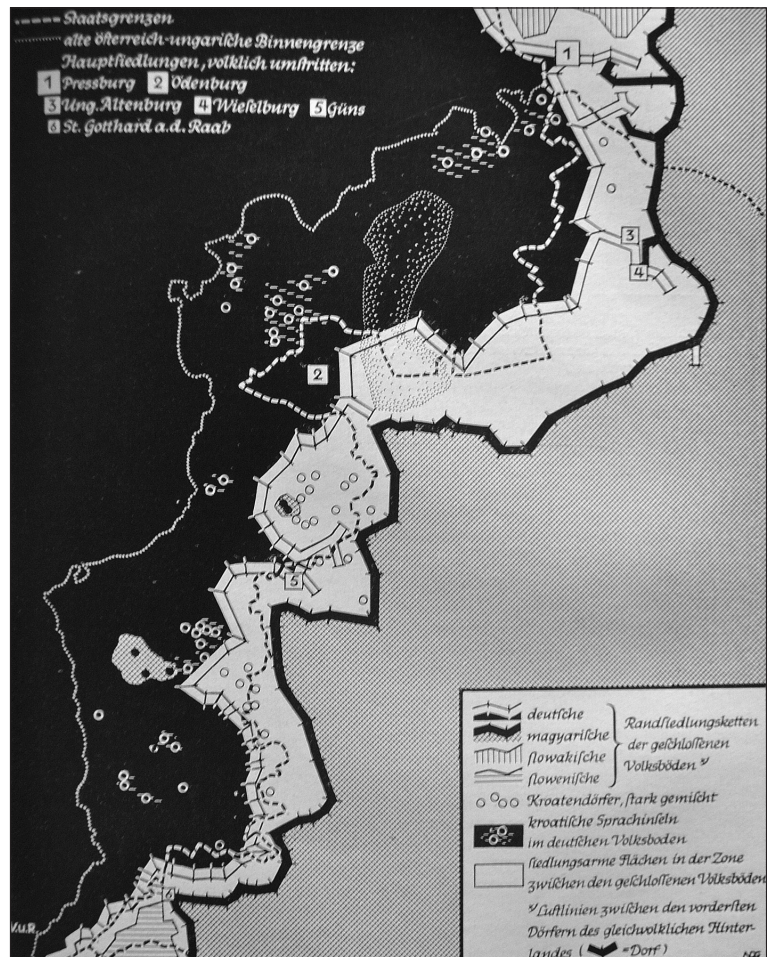 Staatsgrenzen
alte österreich-ungarische Binnengrenze
Hauptsiedlungen, volklich umstritten:
1 Pressburg 2 Ödenburg
3 Ung. Altenburg 4 Wieselburg 5 Güns
6 St. Gotthard a.d. Raab
1
3
4
2
5
deutsche
magyarische
slowakische
slowenische
Randsiedlungsketten
der geschlossenen
Volksböden *)
Kroatendörfer, stark gemischt
kroatische Sprachinseln
im deutschen Volksboden
siedlungsarme Flächen in der Zone
zwischen den geschlossenen Volksböden
*) Luftlinien zwischen den vordersten
Dörfern des gleichvolklichen Hinter-
landes ( = Dorf )
V.u.R.